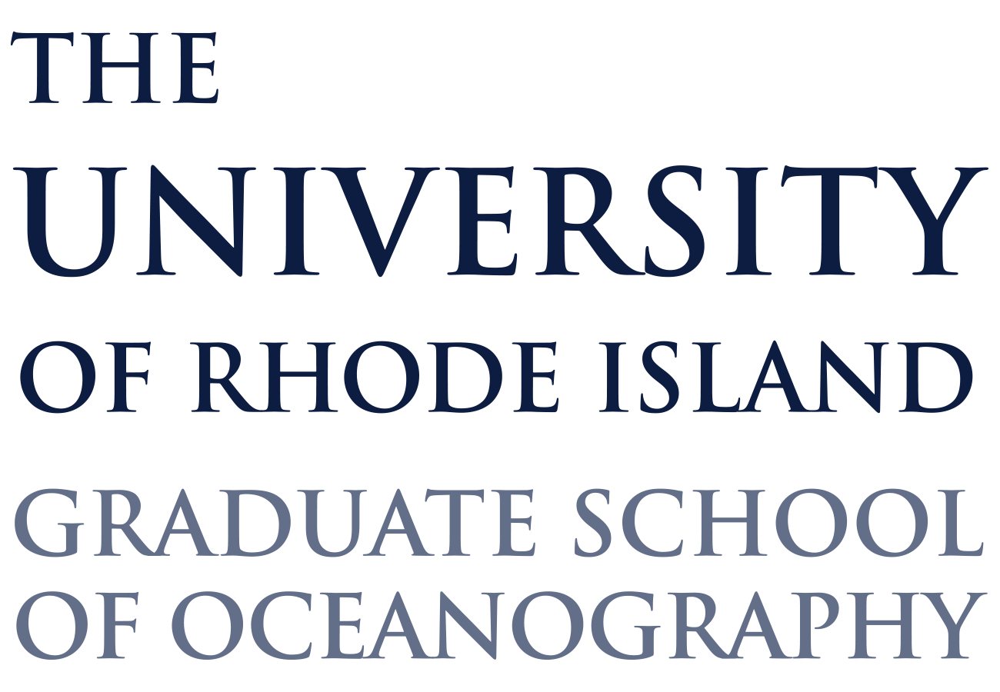 THE
UNIVERSITY
OF RHODE ISLAND
GRADUATE SCHOOL
OF OCEANOGRAPHY